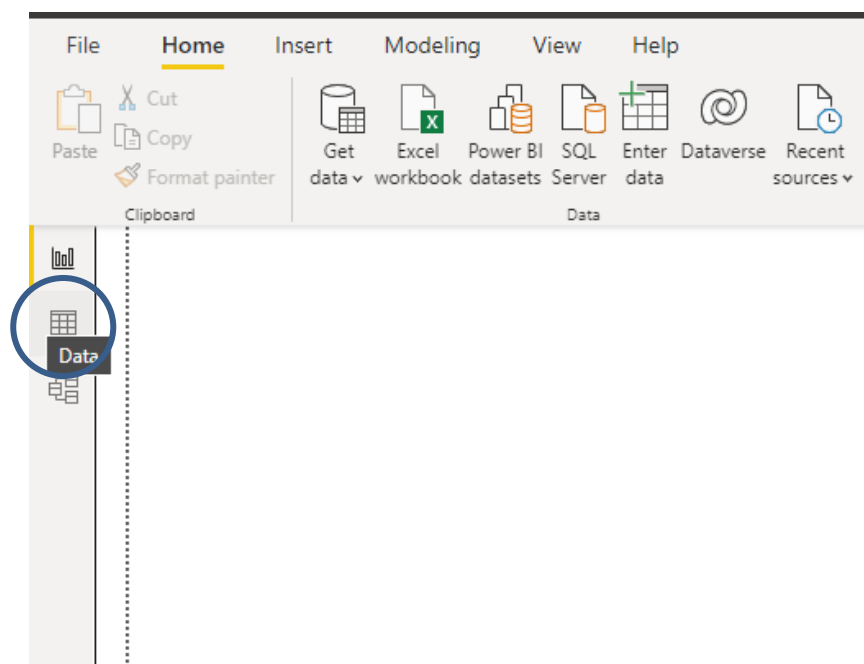 File Home Insert Modeling View Help
Paste
Cut
Copy
Format painter
Clipboard
Get
data
Excel
workbook
Power BI
datasets
SQL
Server
Enter
data
Dataverse
Recent
sources
Data
X
Data